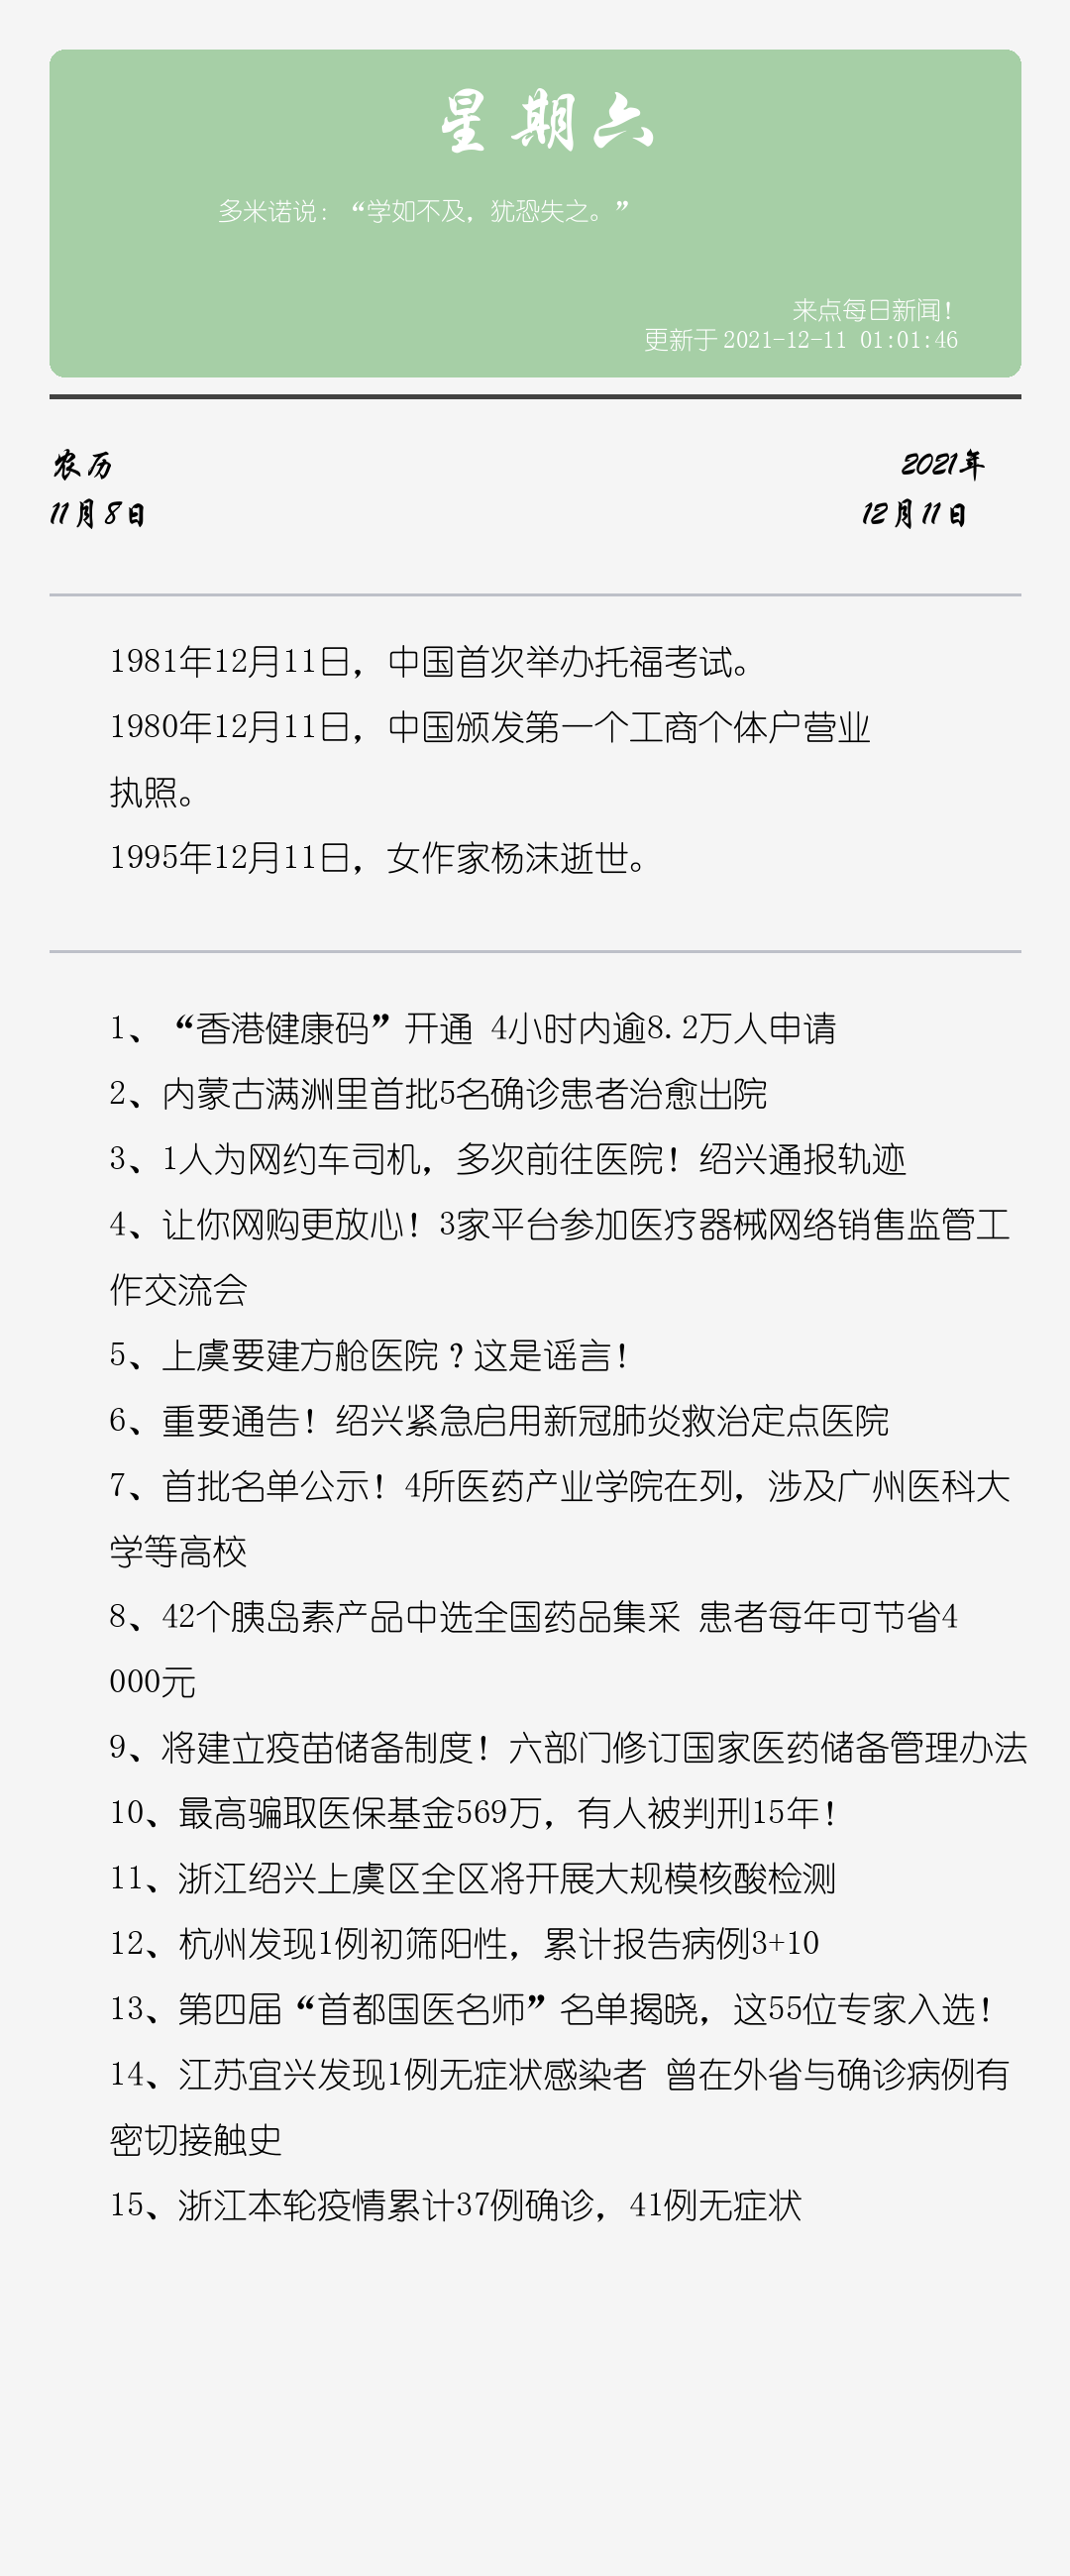 星期六
多米诺说：“学如不及，犹恐失之。”
来点每日新闻！
更新于 2021-12-11 01:01:46
农历
2021年
11月8日
12月11日
1981年12月11日，中国首次举办托福考试。
1980年12月11日，中国颁发第一个工商个体户营业
执照。
1995年12月11日，女作家杨沫逝世。
1、“香港健康码”开通 4小时内逾8.2万人申请
2、内蒙古满洲里首批5名确诊患者治愈出院
3、1人为网约车司机，多次前往医院！绍兴通报轨迹
4、让你网购更放心！3家平台参加医疗器械网络销售监管工
作交流会
5、上虞要建方舱医院？这是谣言！
6、重要通告！绍兴紧急启用新冠肺炎救治定点医院
7、首批名单公示！4所医药产业学院在列，涉及广州医科大
学等高校
8、42个胰岛素产品中选全国药品集采 患者每年可节省4
000元
9、将建立疫苗储备制度！六部门修订国家医药储备管理办法
10、最高骗取医保基金569万，有人被判刑15年！
11、浙江绍兴上虞区全区将开展大规模核酸检测
12、杭州发现1例初筛阳性，累计报告病例3+10
13、第四届“首都国医名师”名单揭晓，这55位专家入选！
14、江苏宜兴发现1例无症状感染者 曾在外省与确诊病例有
密切接触史
15、浙江本轮疫情累计37例确诊，41例无症状